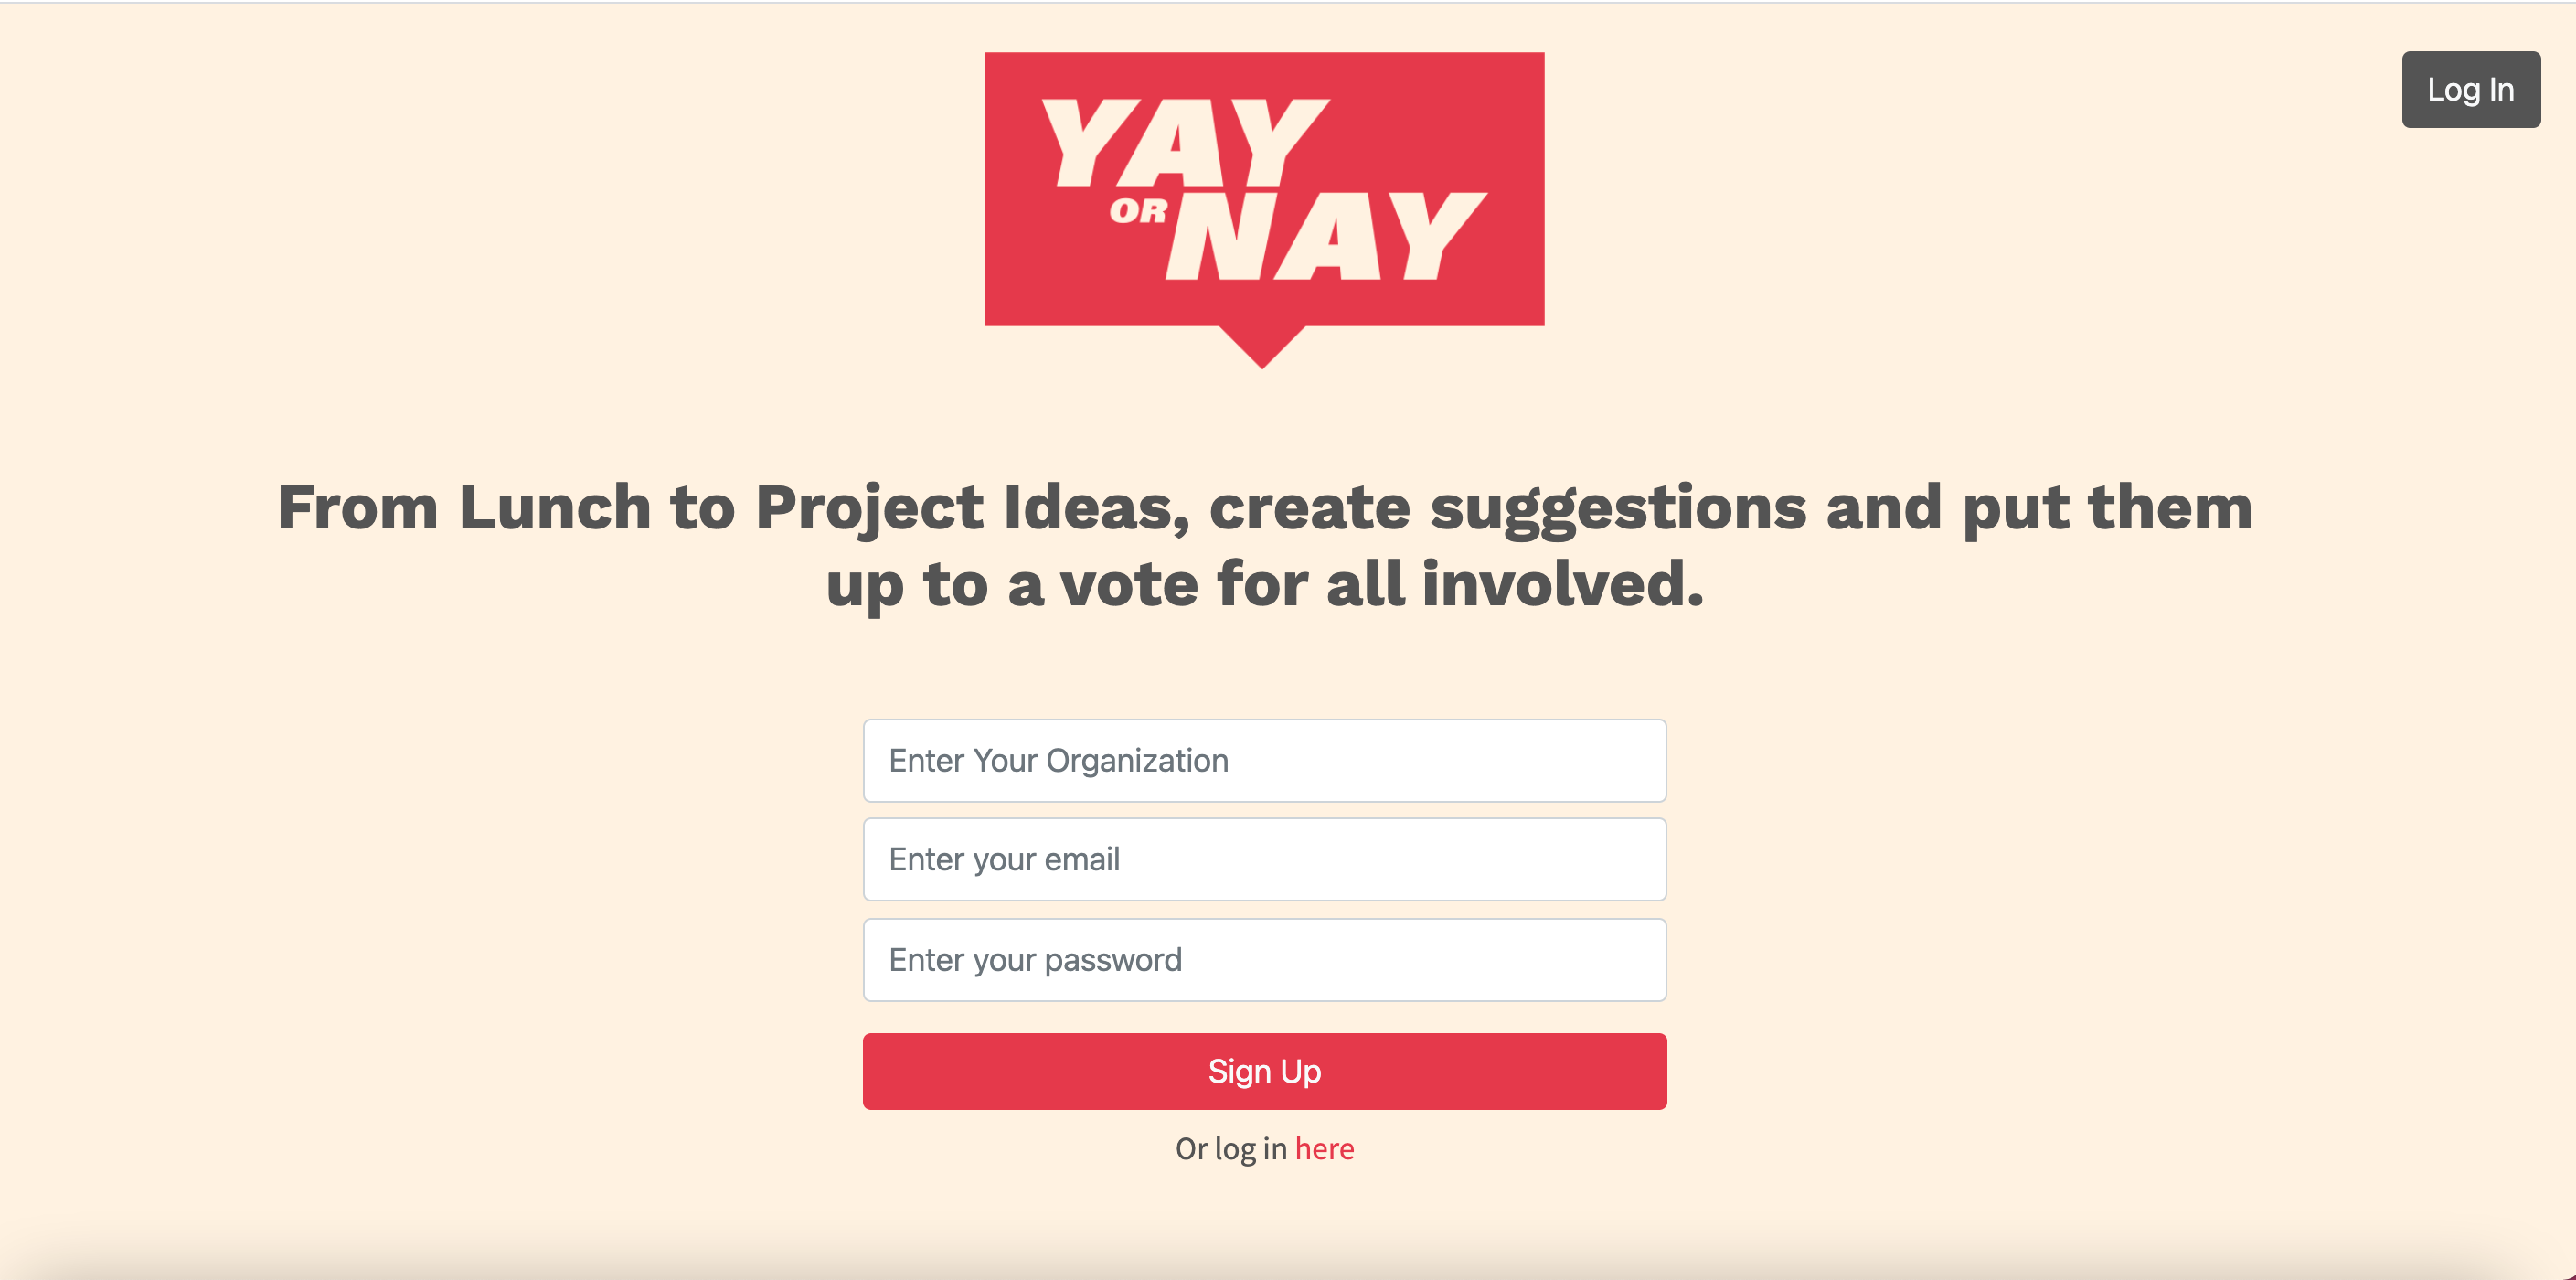 Log In
YAY
OR NAY
From Lunch to Project Ideas, create suggestions and put them
up to a vote for all involved.
Enter Your Organization
Enter your email
Enter your password
Sign Up
Or log in here